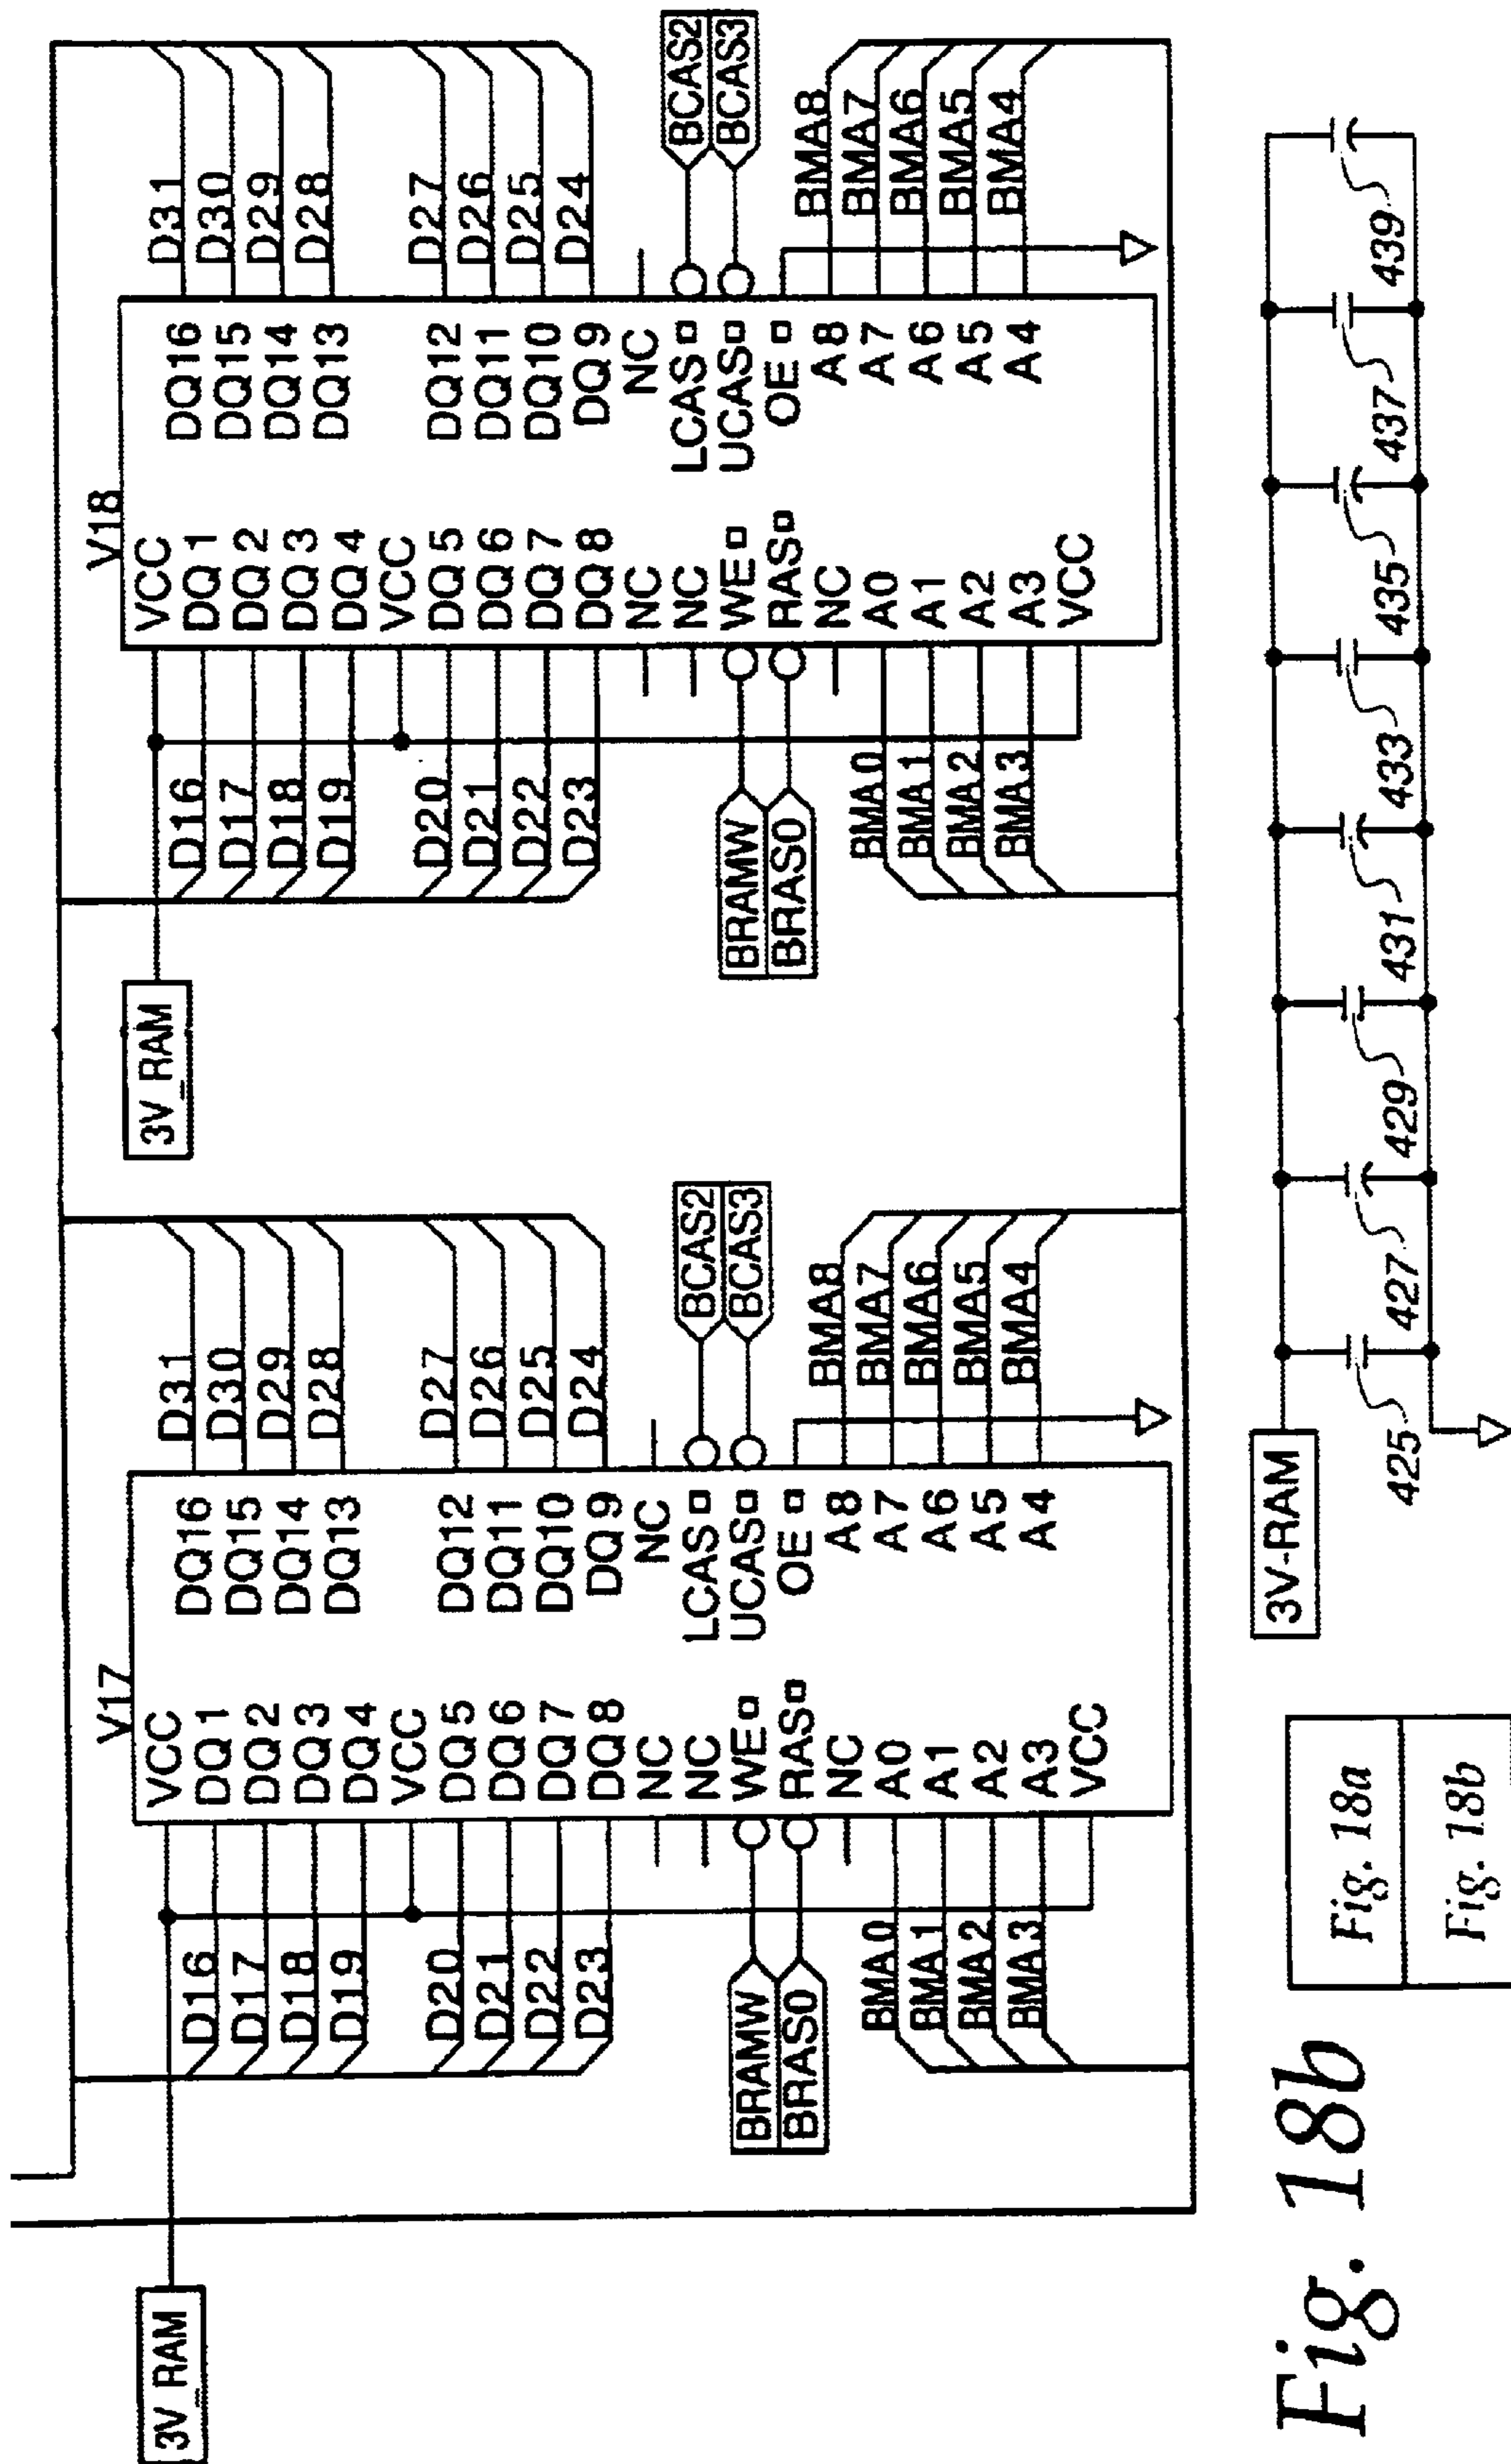 3V_RAM
D16
D17
D18
D19
D20
D21
D22
D23
BRAMW
BRAS0
BMA0
BMA1
BMA2
BMA3
V17
VCC
DQ1
DQ2
DQ3
DQ4
VCC
DQ5
DQ6
DQ7
DQ8
NC
NC
WE
RAS
NC
A0
A1
A2
A3
VCC
DQ16
DQ15
DQ14
DQ13
DQ12
DQ11
DQ10
DQ9
NC
LCAS
UCAS
OE
A8
A7
A6
A5
A4
D31
D30
D29
D28
D27
D26
D25
D24
BCAS2
BCAS3
BMA8
BMA7
BMA6
BMA5
BMA4
3V_RAM
D16
D17
D18
D19
D20
D21
D22
D23
BRAMW
BRAS0
BMA0
BMA1
BMA2
BMA3
V18
VCC
DQ1
DQ2
DQ3
DQ4
VCC
DQ5
DQ6
DQ7
DQ8
NC
NC
WE
RAS
NC
A0
A1
A2
A3
VCC
DQ16
DQ15
DQ14
DQ13
DQ12
DQ11
DQ10
DQ9
NC
LCAS
UCAS
OE
A8
A7
A6
A5
A4
D31
D30
D29
D28
D27
D26
D25
D24
BCAS2
BCAS3
BMA8
BMA7
BMA6
BMA5
BMA4
Fig. 18b
Fig. 18a
Fig. 18b
3V-RAM
425
427
429
431
433
435
437
439